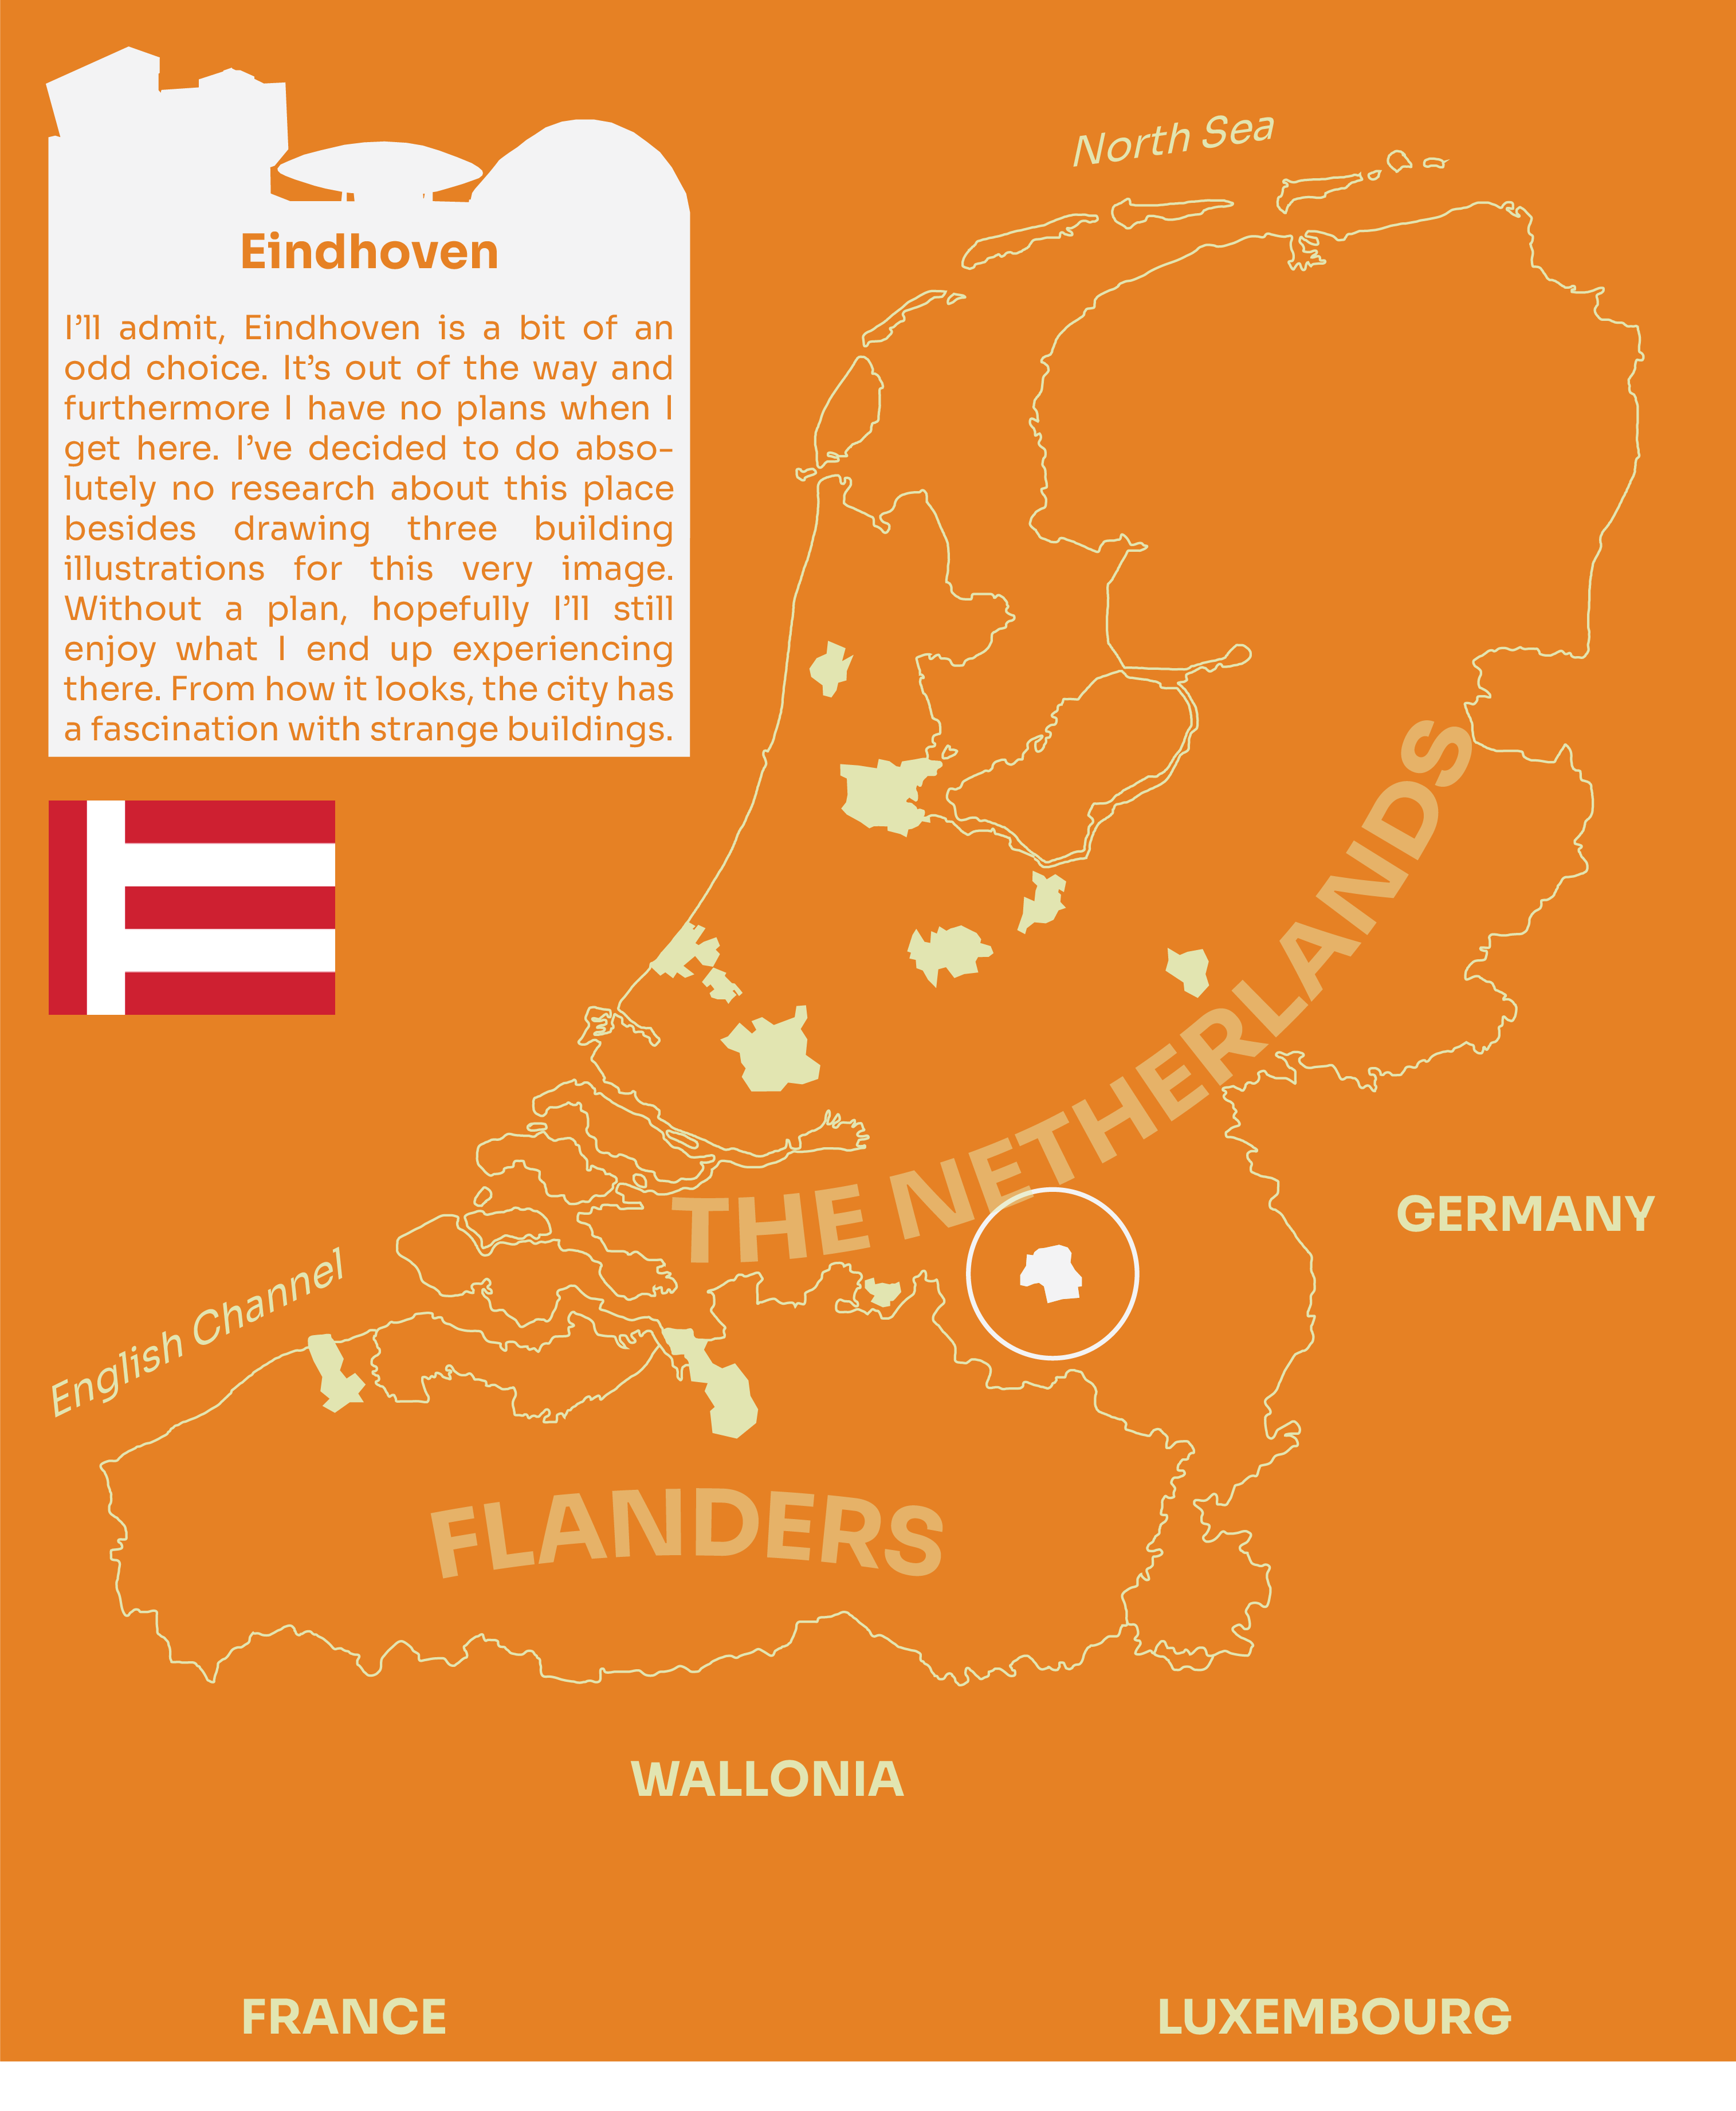 North Sea
Eindhoven
I’ll admit, Eindhoven is a bit of an
odd choice. It’s out of the way and
furthermore I have no plans when I
get here. I’ve decided to do abso-
lutely no research about this place
besides drawing three building
illustrations for this very image.
Without a plan, hopefully I’ll still
enjoy what I end up experiencing
there. From how it looks, the city has
a fascination with strange buildings.
THE NETHERLANDS
GERMANY
English Channel
FLANDERS
WALLONIA
FRANCE
LUXEMBOURG